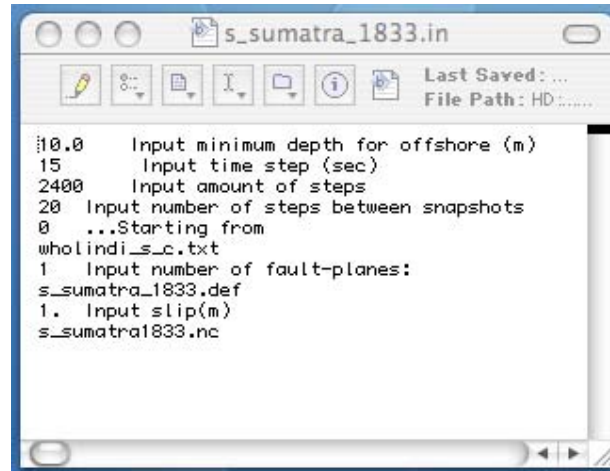 s_sumatra_1833.in
Last Saved: ...
File Path: HD:......
10.0 Input minimum depth for offshore (m)
15 Input time step (sec)
2400 Input amount of steps
20 Input number of steps between snapshots
0 ...Starting from
wholindi_s_c.txt
1 Input number of fault-planes:
s_sumatra_1833.def
1. Input slip(m)
s_sumatra1833.nc